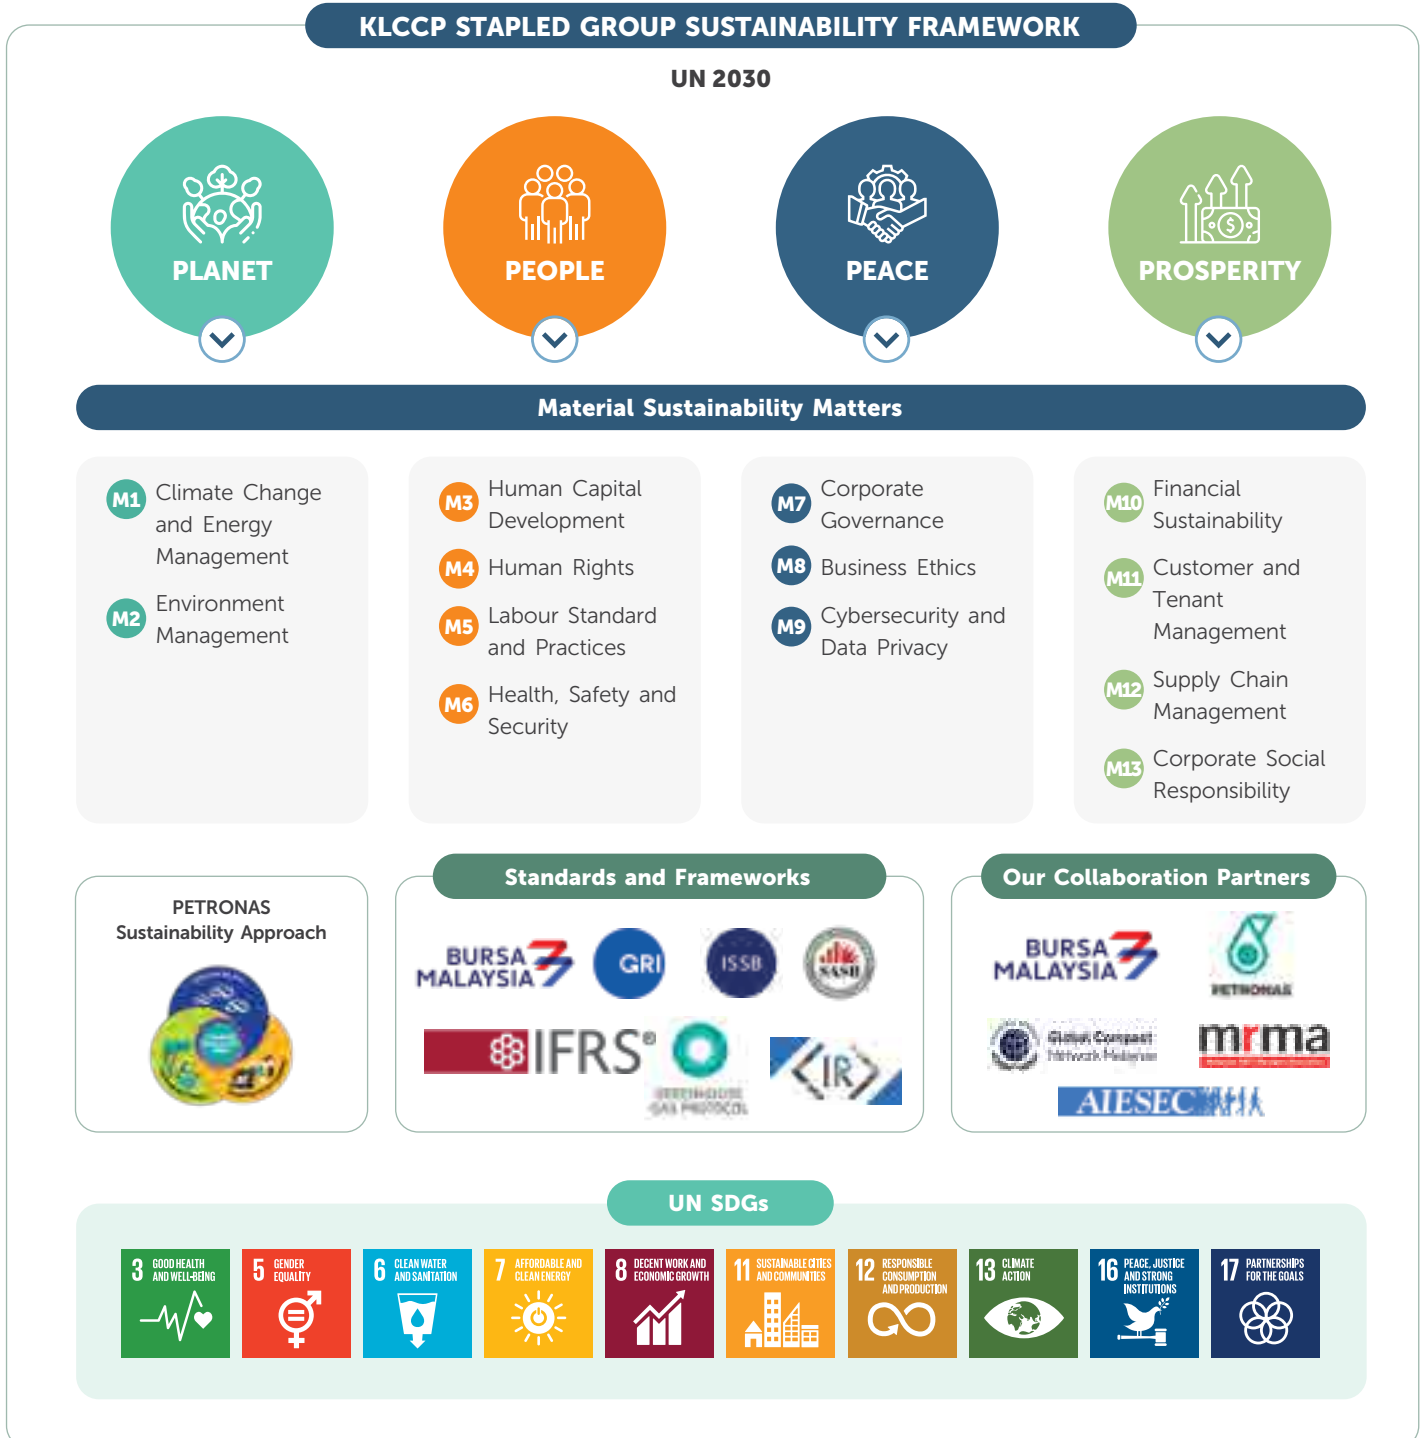 KLCCP STAPLED GROUP SUSTAINABILITY FRAMEWORK
UN 2030
PLANET
PEOPLE
PEACE
PROSPERITY
Material Sustainability Matters
M1 Climate Change
and Energy
Management
M2 Environment
Management
M3 Human Capital
Development
M4 Human Rights
M5 Labour Standard
and Practices
M6 Health, Safety and
Security
M7 Corporate
Governance
M8 Business Ethics
M9 Cybersecurity and
Data Privacy
M10 Financial
Sustainability
M11 Customer and
Tenant
Management
M12 Supply Chain
Management
M13 Corporate Social
Responsibility
PETRONAS
Sustainability Approach
Standards and Frameworks
BURSA
MALAYSIA
GRI
ISSB
SASB
IFRS®
GREENHOUSE
GAS PROTOCOL
<IR>
Our Collaboration Partners
BURSA
MALAYSIA
PETRONAS
Global Compact
Network Malaysia
mrma
AIESEC
UN SDGs
3 GOOD HEALTH
AND WELL-BEING
5 GENDER
EQUALITY
6 CLEAN WATER
AND SANITATION
7 AFFORDABLE AND
CLEAN ENERGY
8 DECENT WORK AND
ECONOMIC GROWTH
11 SUSTAINABLE CITIES
AND COMMUNITIES
12 RESPONSIBLE
CONSUMPTION
AND PRODUCTION
13 CLIMATE
ACTION
16 PEACE, JUSTICE
AND STRONG
INSTITUTIONS
17 PARTNERSHIPS
FOR THE GOALS